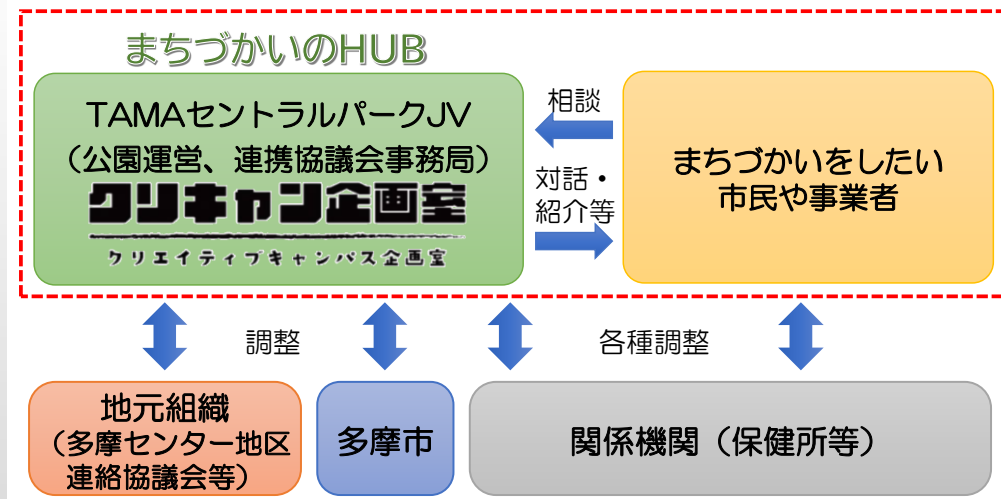 まちづかいのHUB
TAMAセントラルパークJV
（公園運営、連携協議会事務局）
クリキャン企画室
クリエイティブキャンパス企画室
相談
対話・
紹介等
まちづかいをしたい
市民や事業者
調整
各種調整
地元組織
（多摩センター地区
連絡協議会等）
多摩市
関係機関（保健所等）